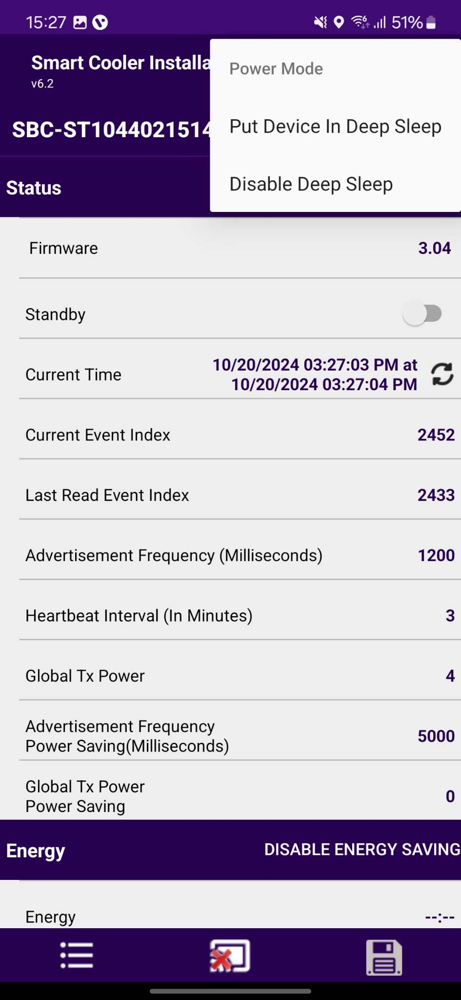 15:27
51%
Smart Cooler Installa
v6.2
Power Mode
Put Device In Deep Sleep
Disable Deep Sleep
SBC-ST1044021514
Status
Firmware 3.04
Standby
Current Time 10/20/2024 03:27:03 PM at
10/20/2024 03:27:04 PM
Current Event Index 2452
Last Read Event Index 2433
Advertisement Frequency (Milliseconds) 1200
Heartbeat Interval (In Minutes) 3
Global Tx Power 4
Advertisement Frequency
Power Saving(Milliseconds) 5000
Global Tx Power
Power Saving 0
Energy DISABLE ENERGY SAVING
Energy --:--